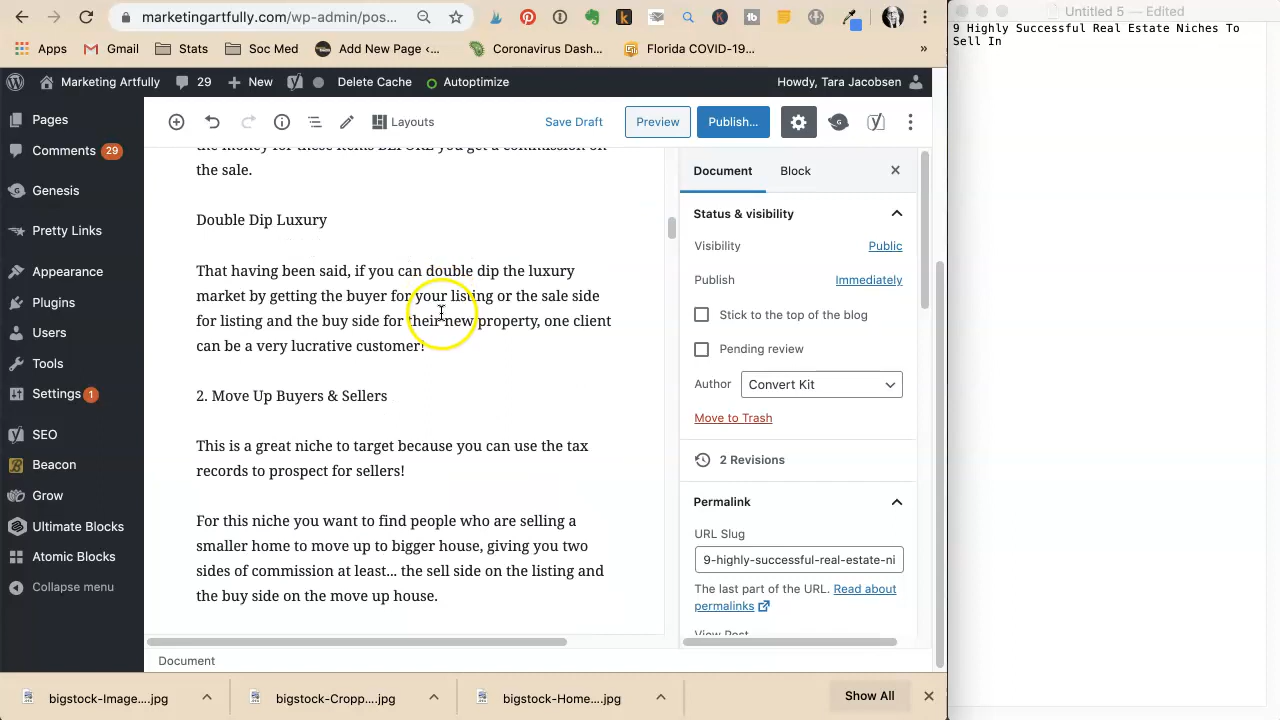 marketingartfully.com/wp-admin/pos...
Untitled 5 — Edited
Apps
Gmail
Stats
Soc Med
Add New Page ‹...
Coronavirus Dash...
Florida COVID-19...
»
9 Highly Successful Real Estate Niches To
Sell In
Marketing Artfully
29
New
Delete Cache
Autoptimize
Howdy, Tara Jacobsen
Pages
Comments 29
Genesis
Pretty Links
Appearance
Plugins
Users
Tools
Settings 1
SEO
Beacon
Grow
Ultimate Blocks
Atomic Blocks
Collapse menu
Layouts
Save Draft
Preview
Publish...
the money for these items BEFORE you get a commission on
the sale.
Double Dip Luxury
That having been said, if you can double dip the luxury
market by getting the buyer for your listing or the sale side
for listing and the buy side for their new property, one client
can be a very lucrative customer!
2. Move Up Buyers & Sellers
This is a great niche to target because you can use the tax
records to prospect for sellers!
For this niche you want to find people who are selling a
smaller home to move up to bigger house, giving you two
sides of commission at least... the sell side on the listing and
the buy side on the move up house.
Document
Block
Status & visibility
Visibility
Public
Publish
Immediately
Stick to the top of the blog
Pending review
Author
Convert Kit
Move to Trash
2 Revisions
Permalink
URL Slug
9-highly-successful-real-estate-ni
The last part of the URL. Read about
permalinks
View Post
Document
bigstock-Image....jpg
bigstock-Cropp....jpg
bigstock-Home....jpg
Show All